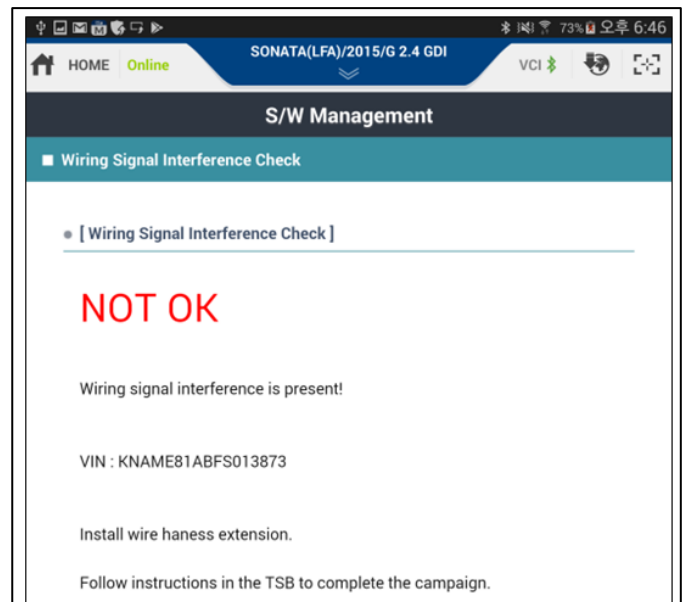 73% 오후 6:46
HOME Online
SONATA(LFA)/2015/G 2.4 GDI
VCI
S/W Management
Wiring Signal Interference Check
[ Wiring Signal Interference Check ]
NOT OK
Wiring signal interference is present!
VIN : KNAME81ABFS013873
Install wire haness extension.
Follow instructions in the TSB to complete the campaign.